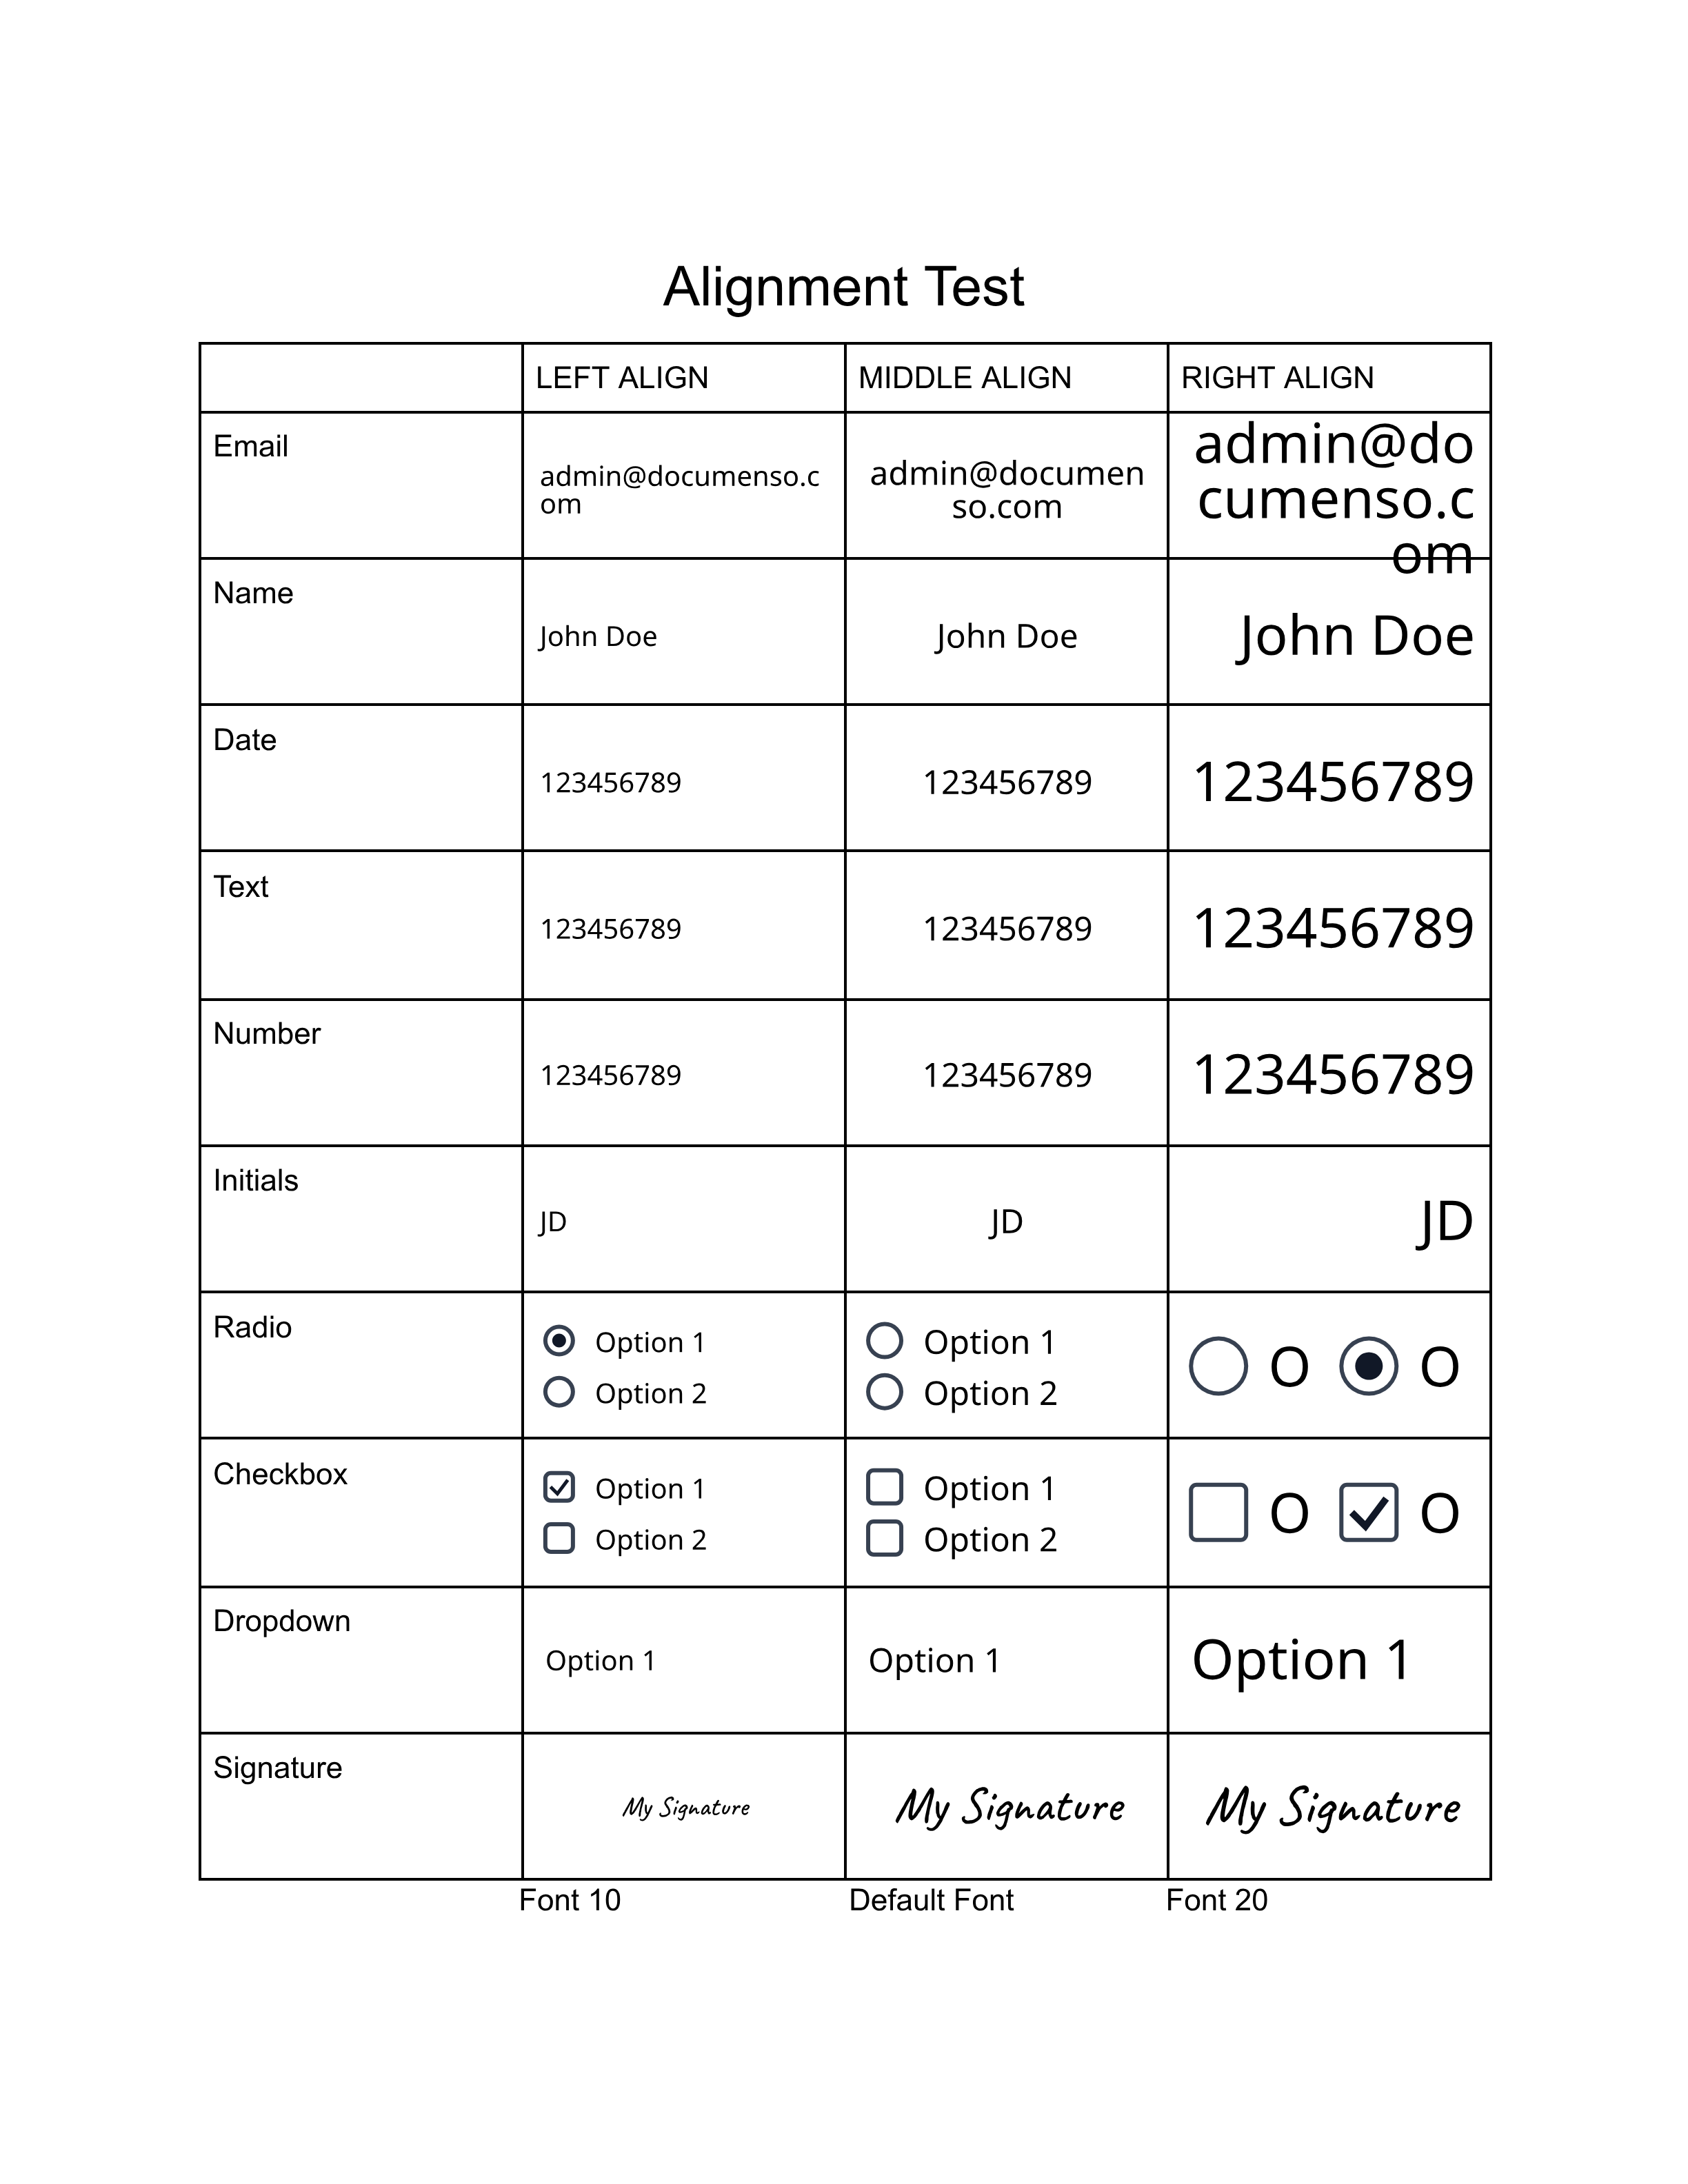 Alignment Test
LEFT ALIGN
MIDDLE ALIGN
RIGHT ALIGN
Email
admin@documenso.c
om
admin@documen
so.com
admin@do
cumenso.c
om
Name
John Doe
John Doe
John Doe
Date
123456789
123456789
123456789
Text
123456789
123456789
123456789
Number
123456789
123456789
123456789
Initials
JD
JD
JD
Radio
Option 1
Option 2
Option 1
Option 2
O
O
Checkbox
Option 1
Option 2
Option 1
Option 2
O
O
Dropdown
Option 1
Option 1
Option 1
Signature
My Signature
My Signature
My Signature
Font 10
Default Font
Font 20